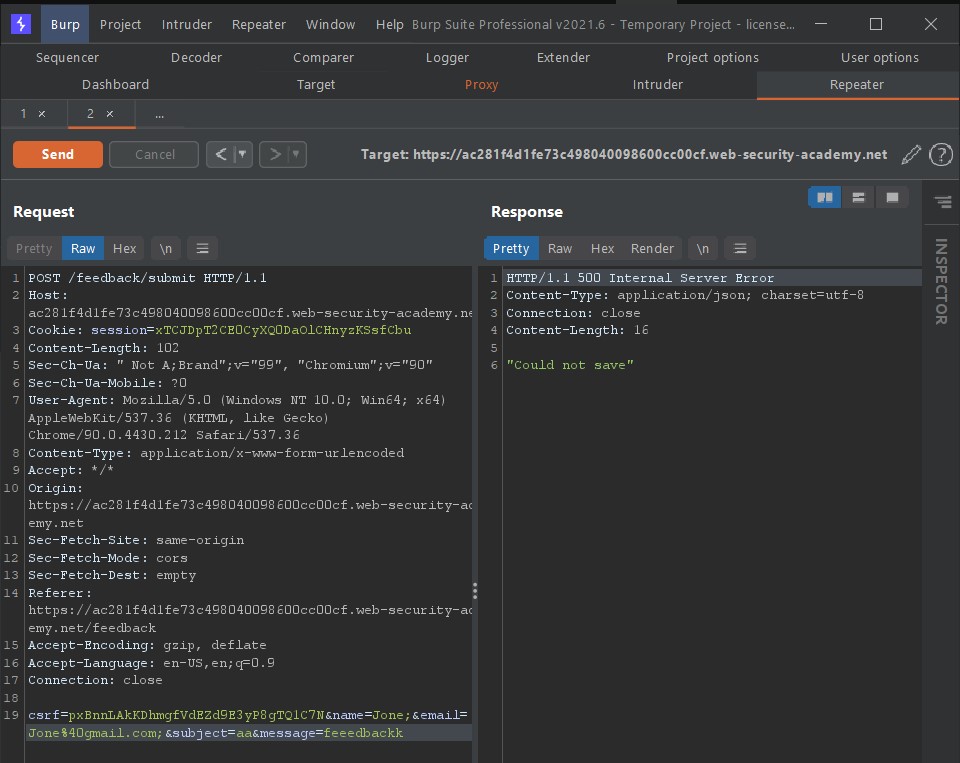 Burp Project Intruder Repeater Window Help Burp Suite Professional v2021.6 - Temporary Project - license...
Sequencer Decoder Comparer Logger Extender Project options User options
Dashboard Target Proxy Intruder Repeater
1 × 2 × ...
Send Cancel < > Target: https://ac281f4d1fe73c498040098600cc00cf.web-security-academy.net ?
Request
Pretty Raw Hex \n
1 POST /feedback/submit HTTP/1.1
2 Host:
ac281f4d1fe73c498040098600cc00cf.web-security-academy.ne
3 Cookie: session=xTCJDpT2CE0CyXQ0DaOlCHnyzKSsfCbu
4 Content-Length: 102
5 Sec-Ch-Ua: " Not A;Brand";v="99", "Chromium";v="90"
6 Sec-Ch-Ua-Mobile: ?0
7 User-Agent: Mozilla/5.0 (Windows NT 10.0; Win64; x64)
AppleWebKit/537.36 (KHTML, like Gecko)
Chrome/90.0.4430.212 Safari/537.36
8 Content-Type: application/x-www-form-urlencoded
9 Accept: */*
10 Origin:
https://ac281f4d1fe73c498040098600cc00cf.web-security-ac
emy.net
11 Sec-Fetch-Site: same-origin
12 Sec-Fetch-Mode: cors
13 Sec-Fetch-Dest: empty
14 Referer:
https://ac281f4d1fe73c498040098600cc00cf.web-security-ac
emy.net/feedback
15 Accept-Encoding: gzip, deflate
16 Accept-Language: en-US,en;q=0.9
17 Connection: close
18
19 csrf=pxBnnLAkKDhmgfVdEZd9E3yP8gTQ1C7N&name=Jone;&email=
Jone%40gmail.com;&subject=aa&message=feeedbackk
Response
Pretty Raw Hex Render \n
1 HTTP/1.1 500 Internal Server Error
2 Content-Type: application/json; charset=utf-8
3 Connection: close
4 Content-Length: 16
5
6 "Could not save"
INSPECTOR